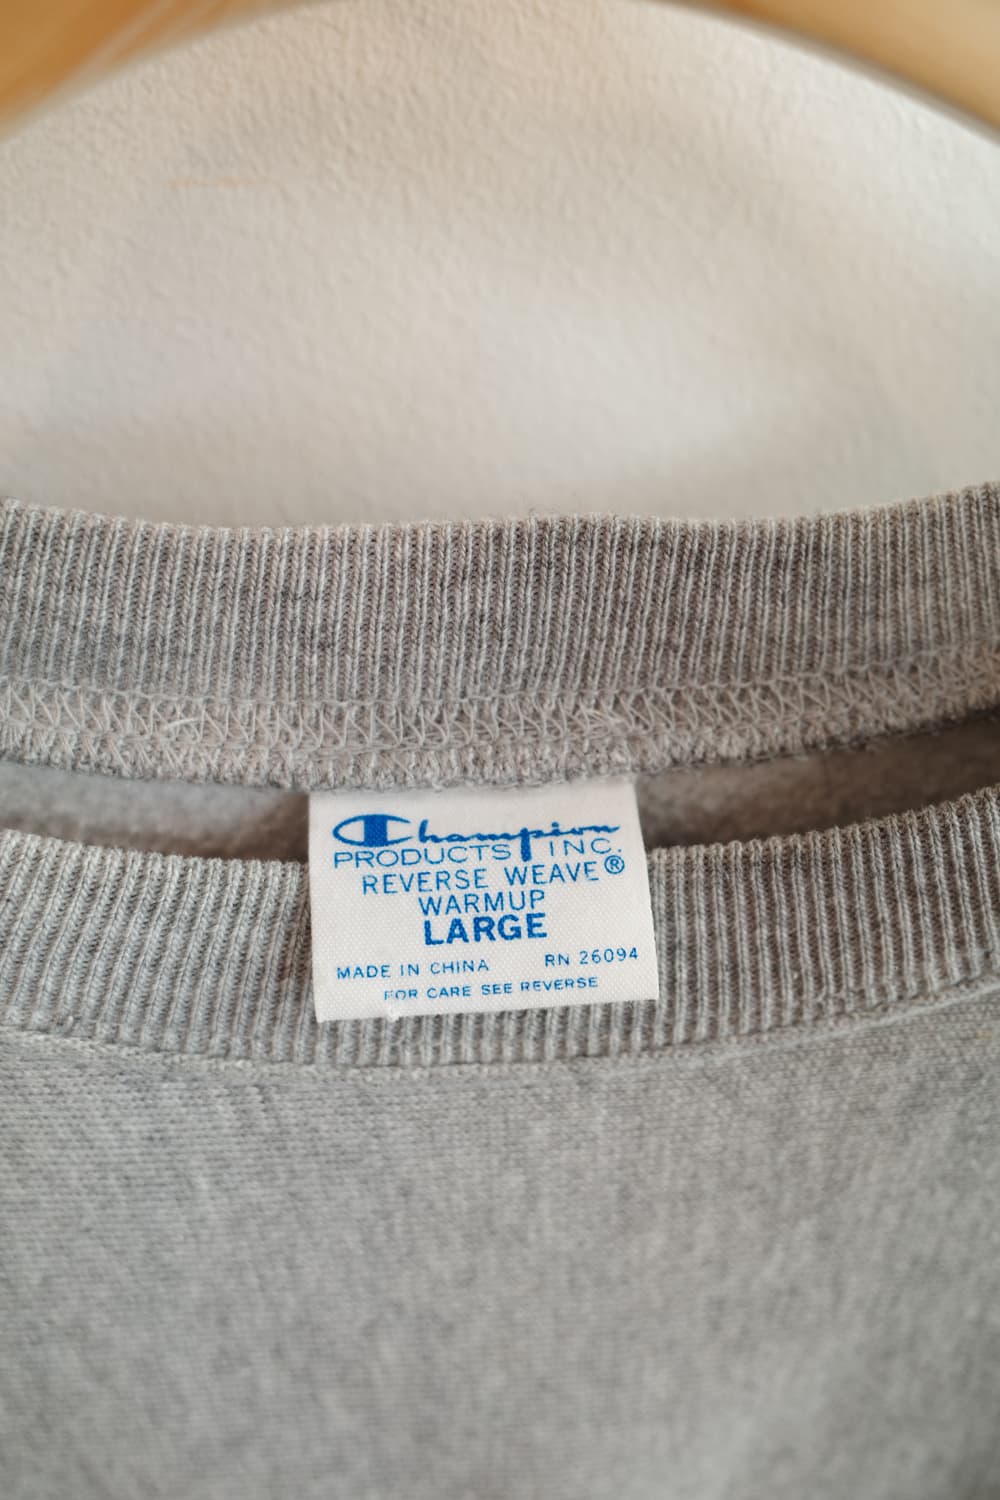 Champion
PRODUCTS INC.
REVERSE WEAVE®
WARMUP
LARGE
MADE IN CHINA RN 26094
FOR CARE SEE REVERSE